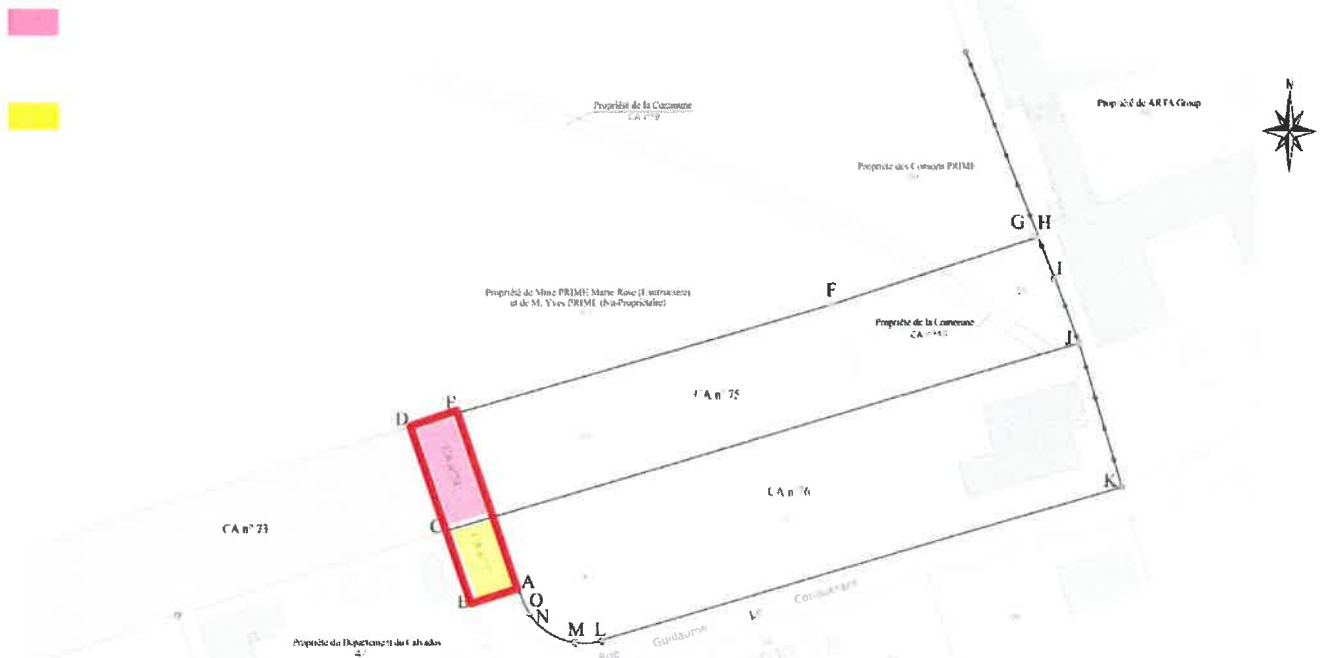 N
Propriété de la Commune
Propriété de ARTA Group
Propriété des Consorts PRIME
G H
I
Propriété de Mme PRIME Marie Rose (Usufruitière)
et de M. Yves PRIME (Nu-Propriétaire)
F
Propriété de la Commune
J
CA n° 75
D E
C
CA n° 76
K
CA n° 73
A
B
O
N
M L
Rue Guillaume Le Conquérant
Propriété du Département du Calvados